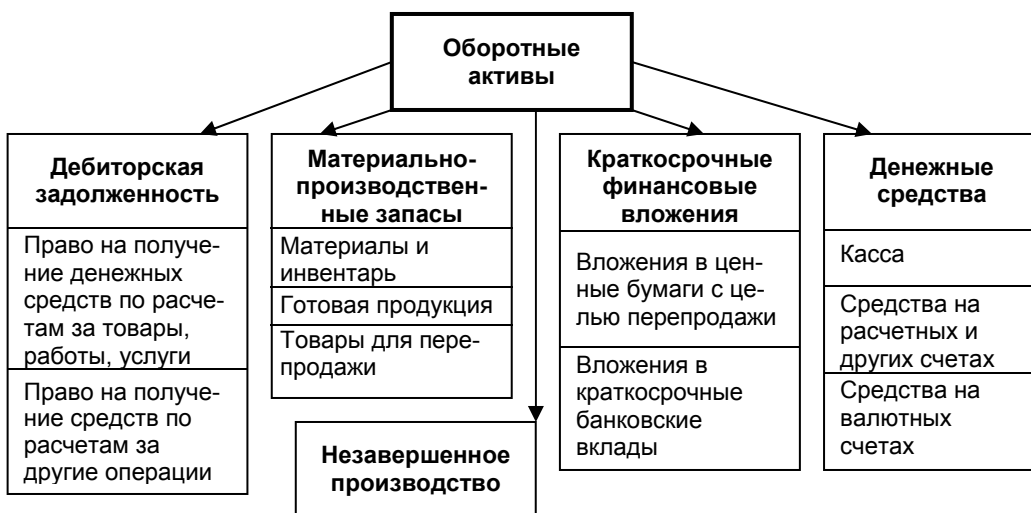 Оборотные
активы
Дебиторская
задолженность
Право на получе-
ние денежных
средств по расче-
там за товары,
работы, услуги
Право на получе-
ние средств по
расчетам за
другие операции
Материально-
производствен-
ные запасы
Материалы и
инвентарь
Готовая продукция
Товары для пере-
продажи
Незавершенное
производство
Краткосрочные
финансовые
вложения
Вложения в цен-
ные бумаги с це-
лью перепродажи
Вложения в
краткосрочные
банковские
вклады
Денежные
средства
Касса
Средства на
расчетных и
других счетах
Средства на
валютных
счетах